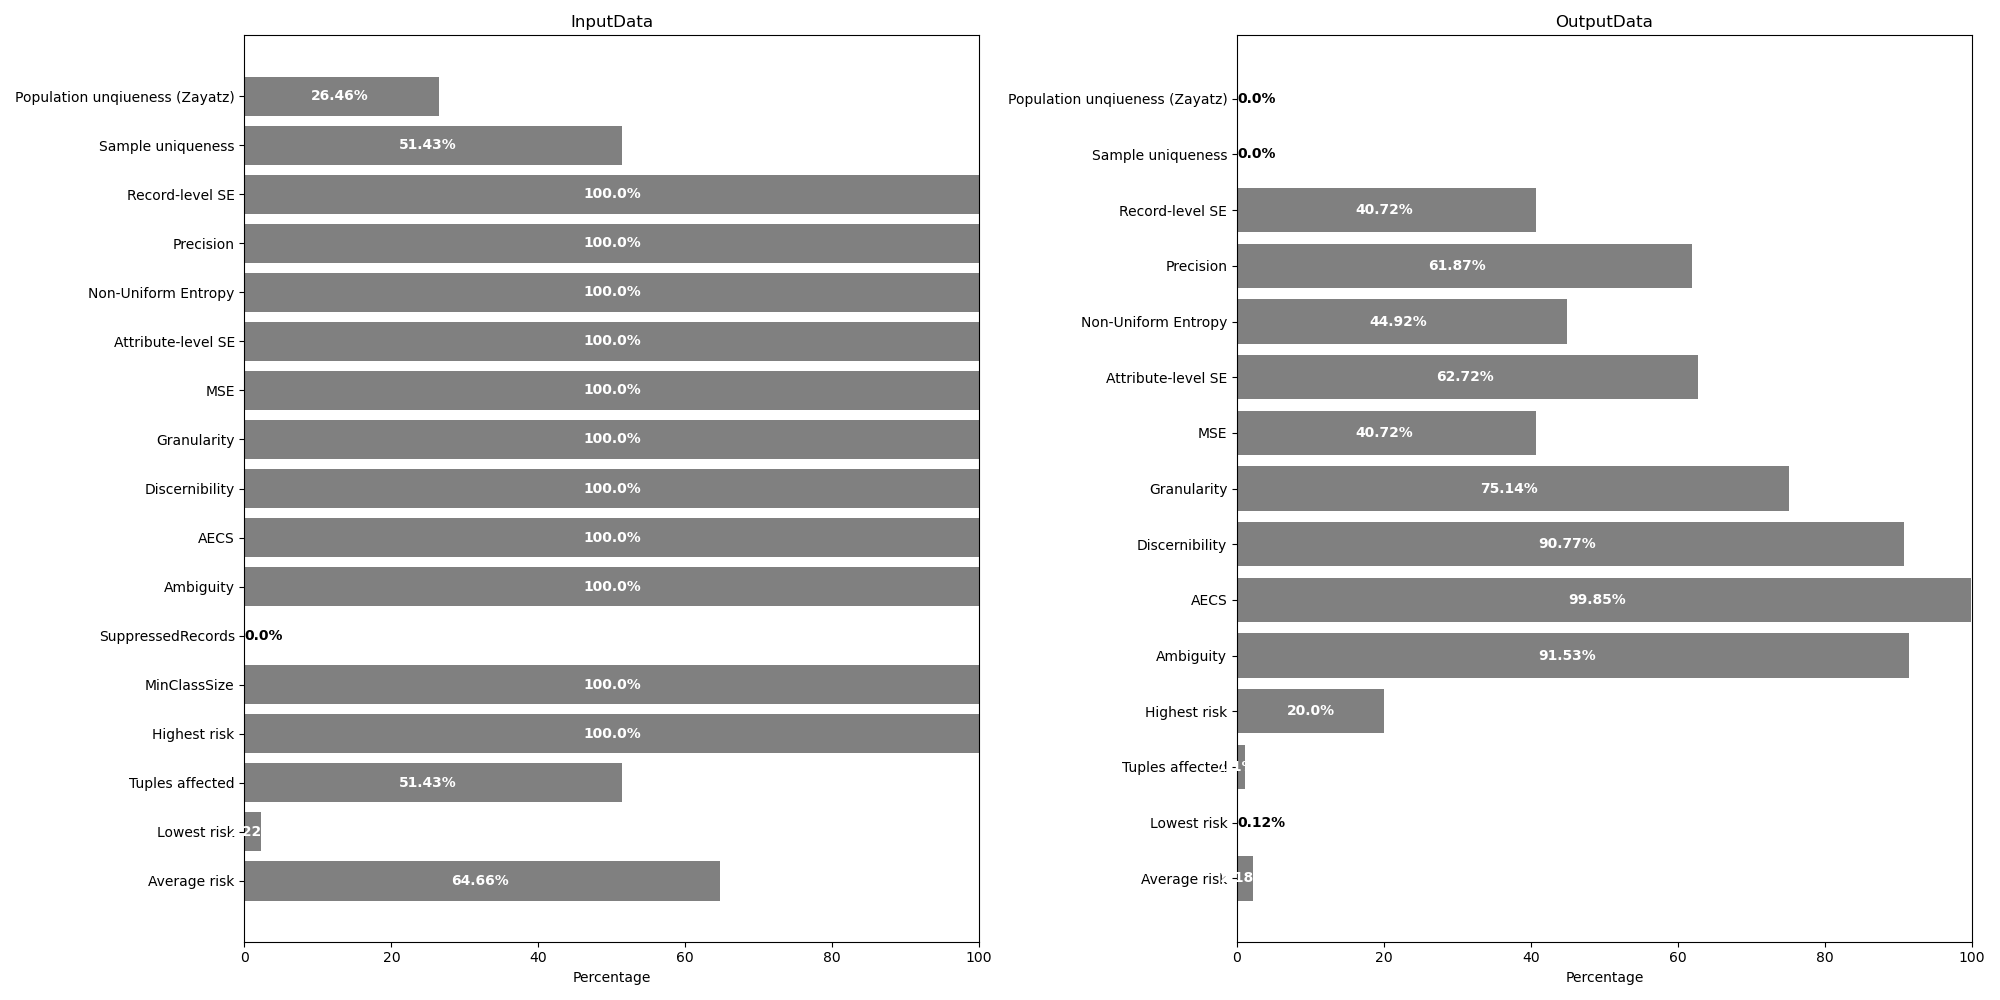 InputData
Population unqiueness (Zayatz)
26.46%
Sample uniqueness
51.43%
Record-level SE
100.0%
Precision
100.0%
Non-Uniform Entropy
100.0%
Attribute-level SE
100.0%
MSE
100.0%
Granularity
100.0%
Discernibility
100.0%
AECS
100.0%
Ambiguity
100.0%
SuppressedRecords
0.0%
MinClassSize
100.0%
Highest risk
100.0%
Tuples affected
51.43%
Lowest risk
Average risk
64.66%
0 20 40 60 80 100
Percentage
OutputData
Population unqiueness (Zayatz)
0.0%
Sample uniqueness
0.0%
Record-level SE
40.72%
Precision
61.87%
Non-Uniform Entropy
44.92%
Attribute-level SE
62.72%
MSE
40.72%
Granularity
75.14%
Discernibility
90.77%
AECS
99.85%
Ambiguity
91.53%
Highest risk
20.0%
Tuples affected
Lowest risk
0.12%
Average risk
0 20 40 60 80 100
Percentage